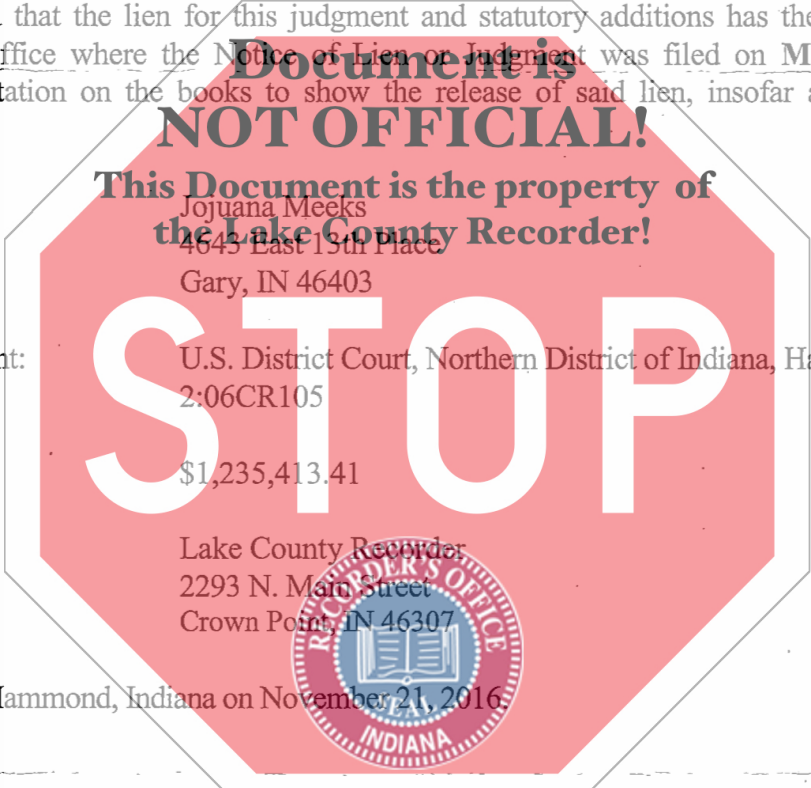 that the lien for this judgment and statutory additions has the
ffice where the Notice of Lien or Judgment was filed on M
tation on the books to show the release of said lien, insofar a
Document is
NOT OFFICIAL!
This Document is the property of
the Lake County Recorder!
Jojuana Meeks
4643 East 13th Place
Gary, IN 46403
nt: U.S. District Court, Northern District of Indiana, Ha
2:06CR105
$1,235,413.41
STOP
Lake County Recorder
2293 N. Main Street
Crown Point, IN 46307
RECORDER'S OFFICE
SEAL
INDIANA
Hammond, Indiana on November 21, 2016.